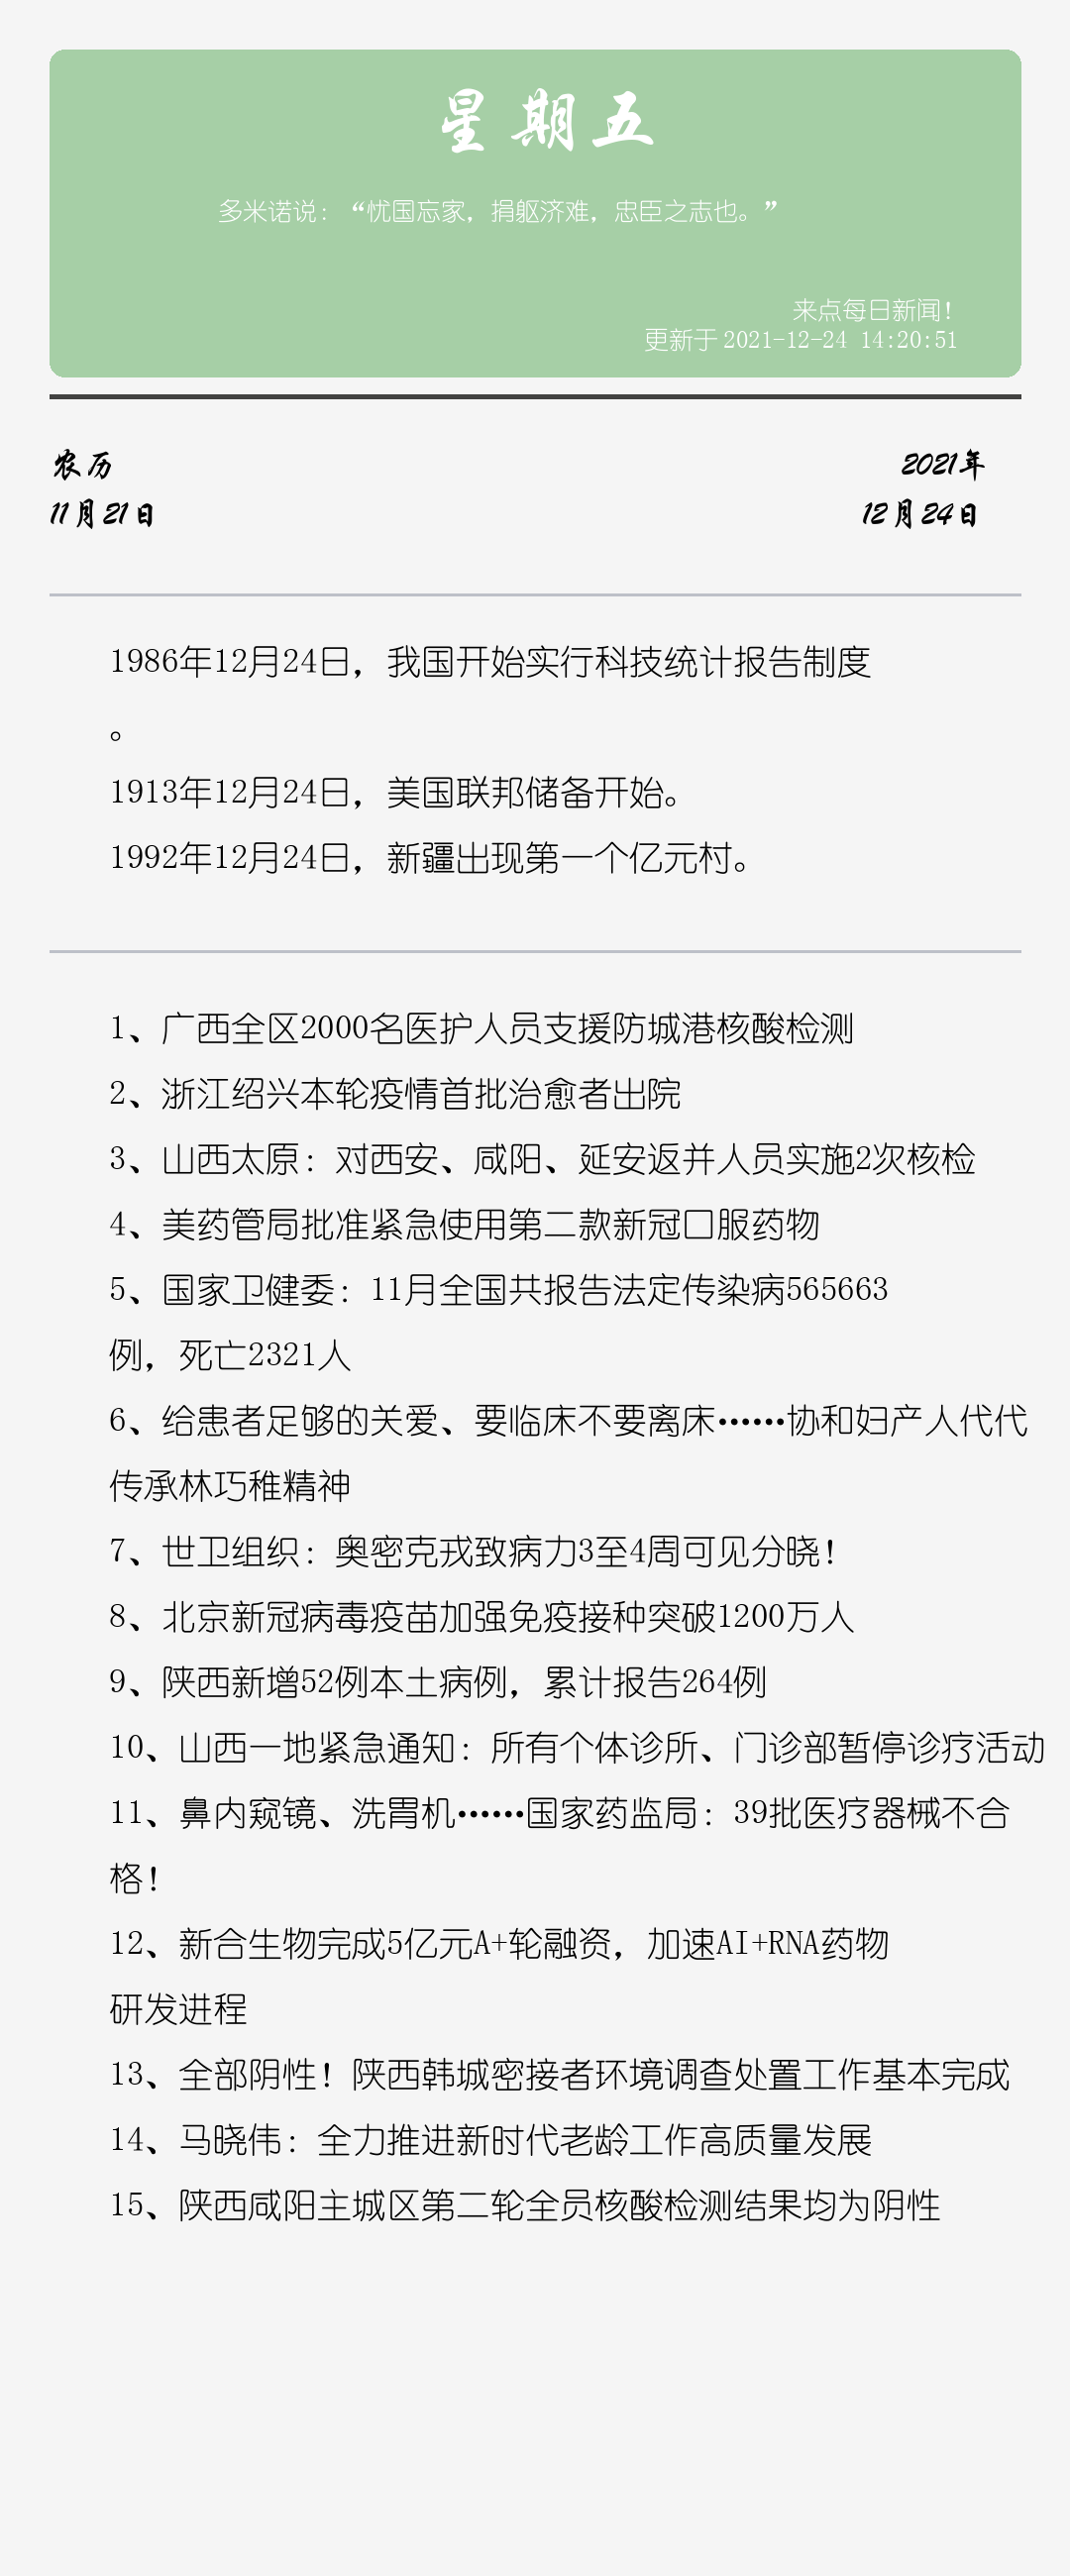 星期五
多米诺说：“忧国忘家，捐躯济难，忠臣之志也。”
来点每日新闻！
更新于 2021-12-24 14:20:51
农历
2021年
11月21日
12月24日
1986年12月24日，我国开始实行科技统计报告制度
。
1913年12月24日，美国联邦储备开始。
1992年12月24日，新疆出现第一个亿元村。
1、广西全区2000名医护人员支援防城港核酸检测
2、浙江绍兴本轮疫情首批治愈者出院
3、山西太原：对西安、咸阳、延安返并人员实施2次核检
4、美药管局批准紧急使用第二款新冠口服药物
5、国家卫健委：11月全国共报告法定传染病565663
例，死亡2321人
6、给患者足够的关爱、要临床不要离床……协和妇产人代代
传承林巧稚精神
7、世卫组织：奥密克戎致病力3至4周可见分晓！
8、北京新冠病毒疫苗加强免疫接种突破1200万人
9、陕西新增52例本土病例，累计报告264例
10、山西一地紧急通知：所有个体诊所、门诊部暂停诊疗活动
11、鼻内窥镜、洗胃机……国家药监局：39批医疗器械不合
格！
12、新合生物完成5亿元A+轮融资，加速AI+RNA药物
研发进程
13、全部阴性！陕西韩城密接者环境调查处置工作基本完成
14、马晓伟：全力推进新时代老龄工作高质量发展
15、陕西咸阳主城区第二轮全员核酸检测结果均为阴性